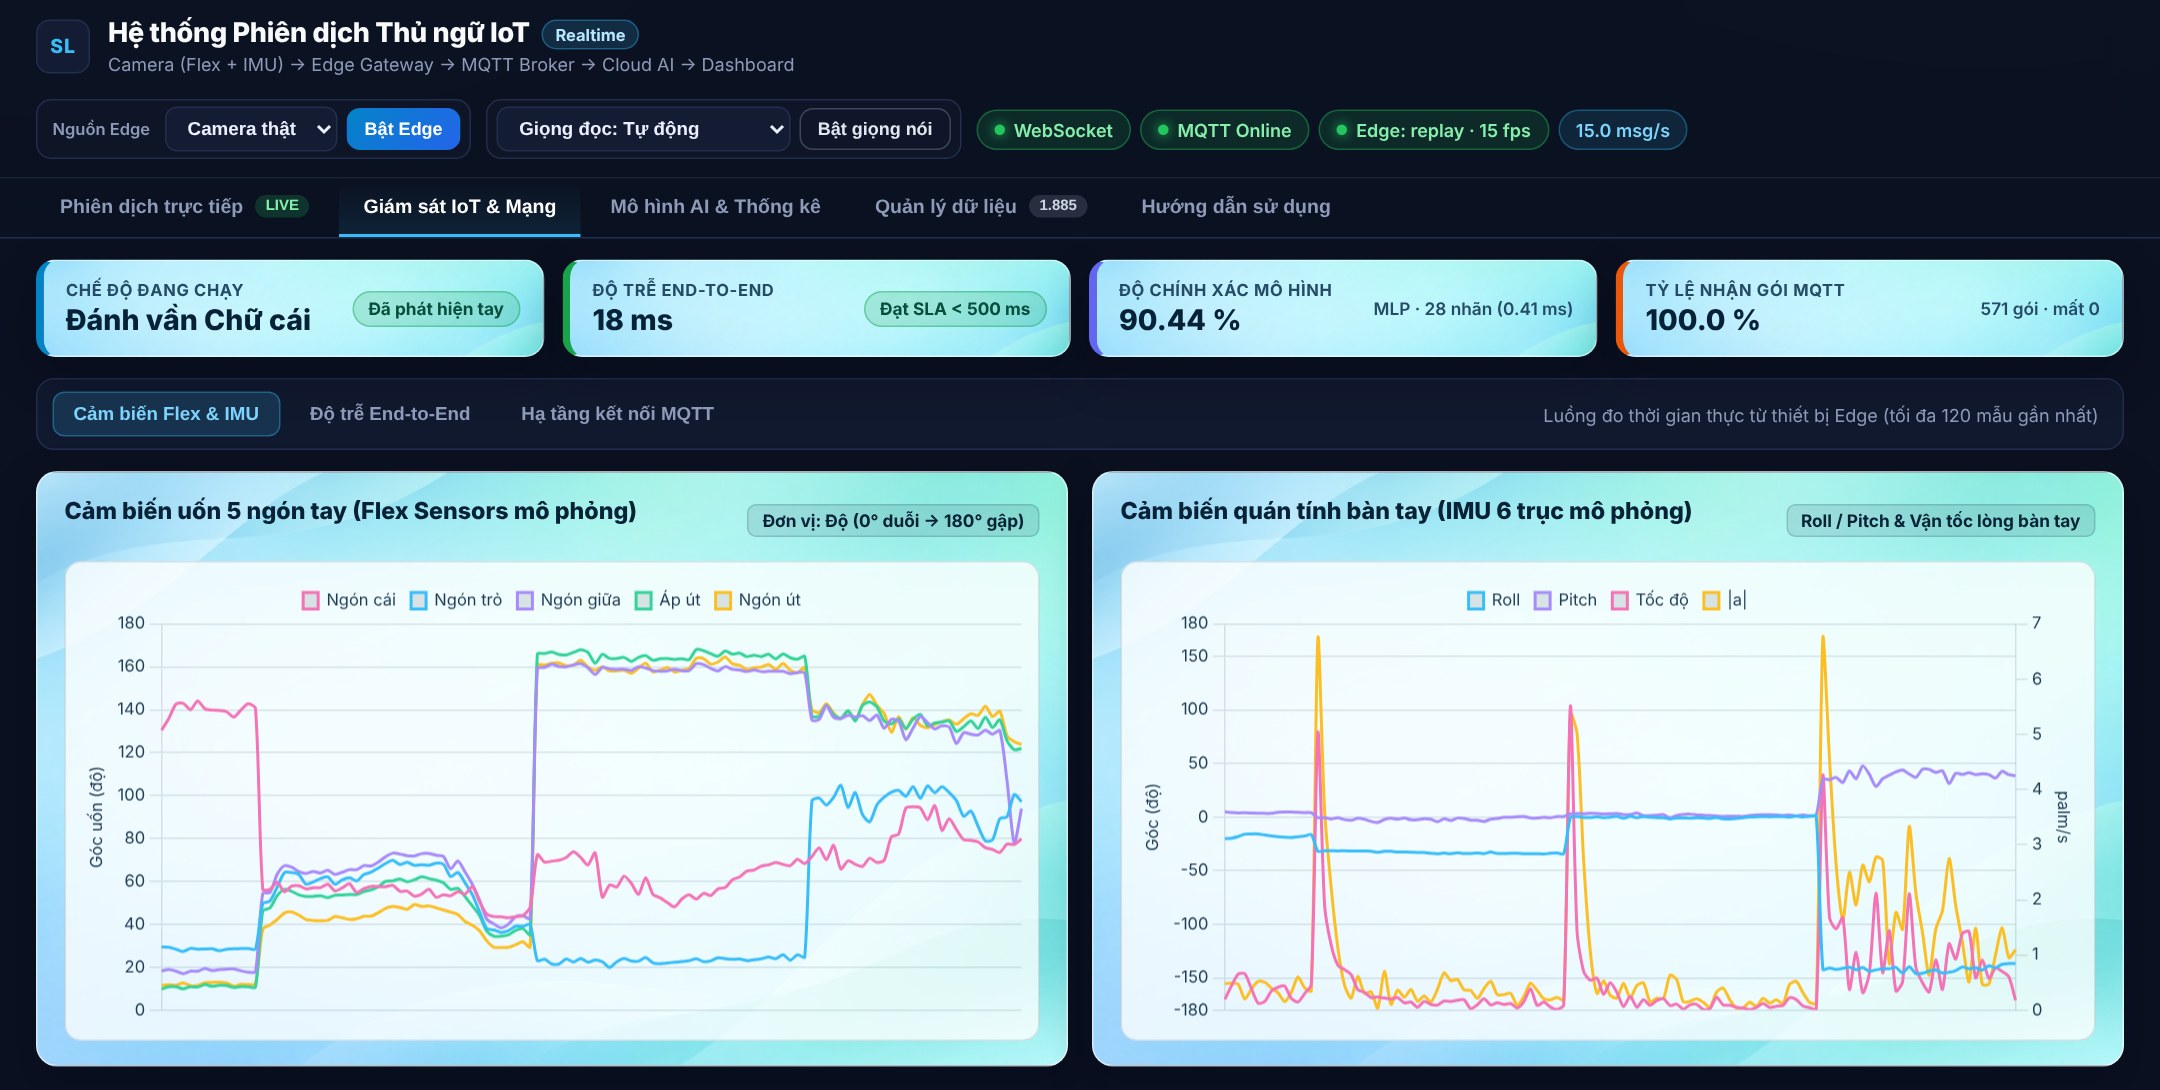 SL
Hệ thống Phiên dịch Thủ ngữ IoT Realtime
Camera (Flex + IMU) → Edge Gateway → MQTT Broker → Cloud AI → Dashboard
Nguồn Edge Camera thật Bật Edge Giọng đọc: Tự động Bật giọng nói WebSocket MQTT Online Edge: replay · 15 fps 15.0 msg/s
Phiên dịch trực tiếp LIVE Giám sát IoT & Mạng Mô hình AI & Thống kê Quản lý dữ liệu 1.885 Hướng dẫn sử dụng
CHẾ ĐỘ ĐANG CHẠY
Đánh vần Chữ cái
Đã phát hiện tay
ĐỘ TRỄ END-TO-END
18 ms
Đạt SLA < 500 ms
ĐỘ CHÍNH XÁC MÔ HÌNH
90.44 %
MLP · 28 nhãn (0.41 ms)
TỶ LỆ NHẬN GÓI MQTT
100.0 %
571 gói · mất 0
Cảm biến Flex & IMU Độ trễ End-to-End Hạ tầng kết nối MQTT Luồng đo thời gian thực từ thiết bị Edge (tối đa 120 mẫu gần nhất)
Cảm biến uốn 5 ngón tay (Flex Sensors mô phỏng)
Đơn vị: Độ (0° duỗi → 180° gập)
Ngón cái Ngón trỏ Ngón giữa Áp út Ngón út
180
160
140
120
100
80
60
40
20
0
Góc uốn (độ)
Cảm biến quán tính bàn tay (IMU 6 trục mô phỏng)
Roll / Pitch & Vận tốc lòng bàn tay
Roll Pitch Tốc độ |a|
180
150
100
50
0
-50
-100
-150
-180
Góc (độ)
7
6
5
4
3
2
1
0
palm/s